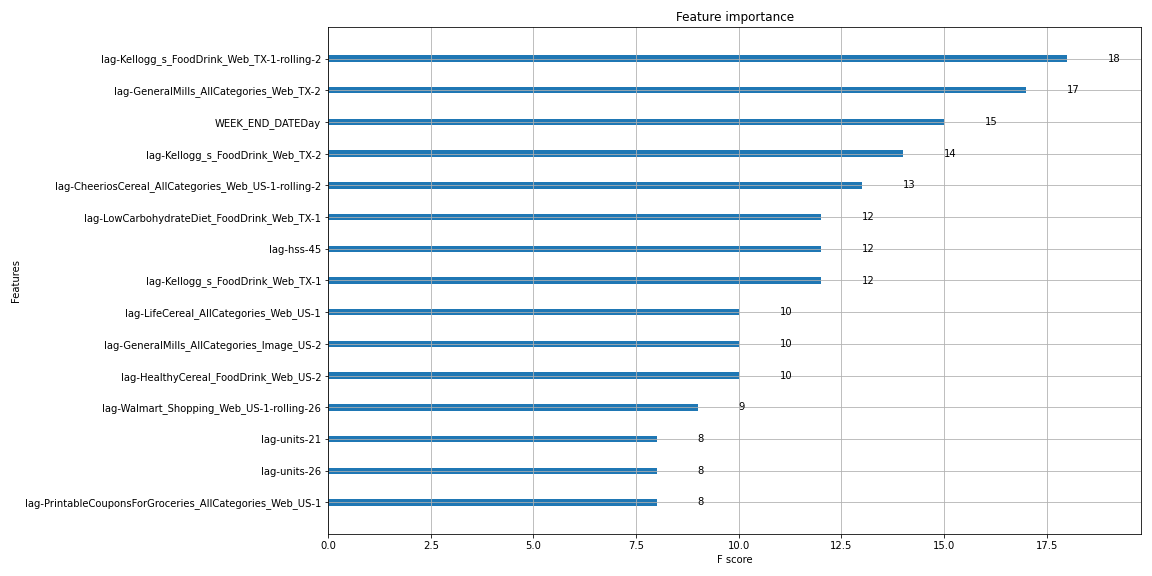 Feature importance
lag-Kellogg_s_FoodDrink_Web_TX-1-rolling-2 18
lag-GeneralMills_AllCategories_Web_TX-2 17
WEEK_END_DATEDay 15
lag-Kellogg_s_FoodDrink_Web_TX-2 14
lag-CheeriosCereal_AllCategories_Web_US-1-rolling-2 13
lag-LowCarbohydrateDiet_FoodDrink_Web_TX-1 12
lag-hss-45 12
lag-Kellogg_s_FoodDrink_Web_TX-1 12
lag-LifeCereal_AllCategories_Web_US-1 10
lag-GeneralMills_AllCategories_Image_US-2 10
lag-HealthyCereal_FoodDrink_Web_US-2 10
lag-Walmart_Shopping_Web_US-1-rolling-26 9
lag-units-21 8
lag-units-26 8
lag-PrintableCouponsForGroceries_AllCategories_Web_US-1 8
Features
0.0 2.5 5.0 7.5 10.0 12.5 15.0 17.5
F score